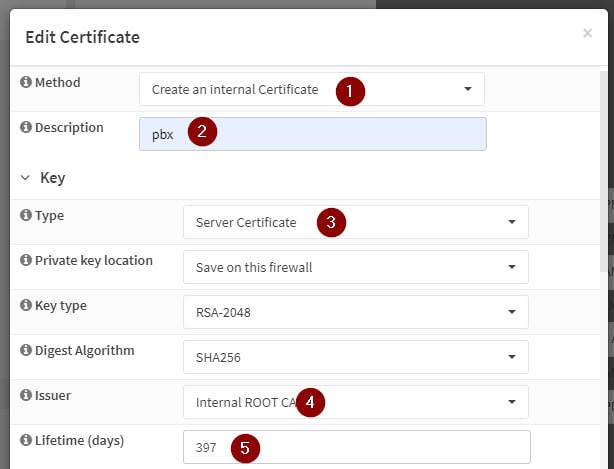 Edit Certificate ×
Method Create an internal Certificate 1
Description pbx 2
Key
Type Server Certificate 3
Private key location Save on this firewall
Key type RSA-2048
Digest Algorithm SHA256
Issuer Internal ROOT CA 4
Lifetime (days) 397 5